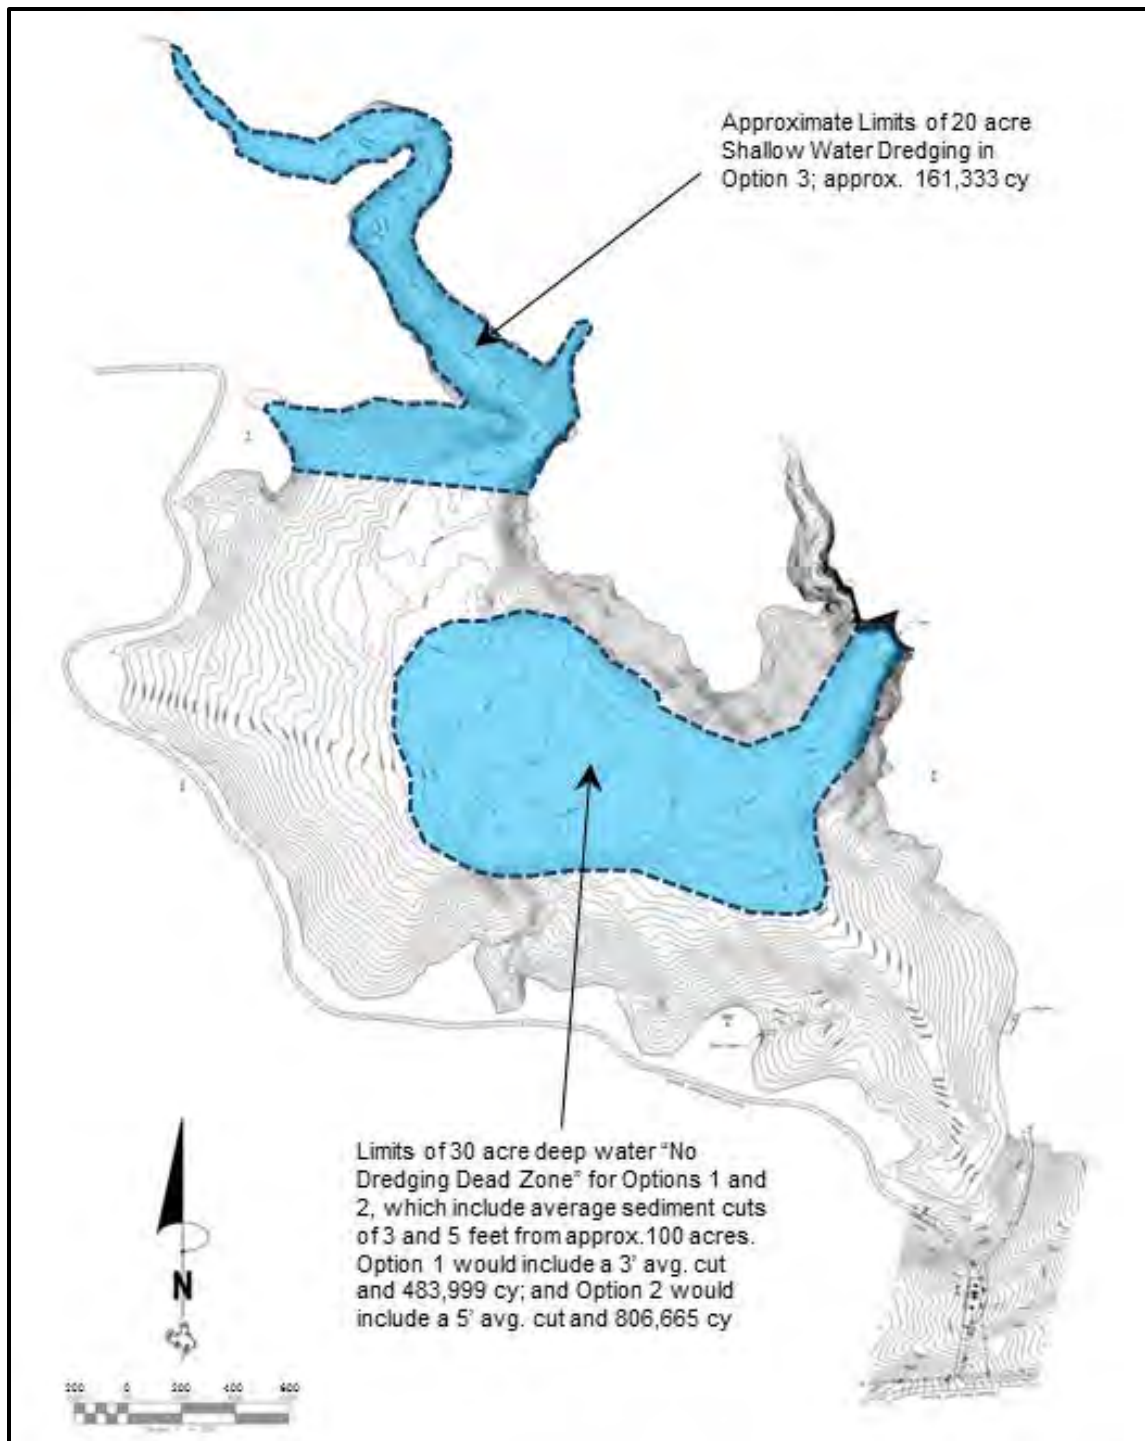 Approximate Limits of 20 acre
Shallow Water Dredging in
Option 3; approx. 161,333 cy
Limits of 30 acre deep water "No
Dredging Dead Zone" for Options 1 and
2, which include average sediment cuts
of 3 and 5 feet from approx.100 acres.
Option 1 would include a 3' avg. cut
and 483,999 cy; and Option 2 would
include a 5' avg. cut and 806,665 cy
N
200 0 200 400 600